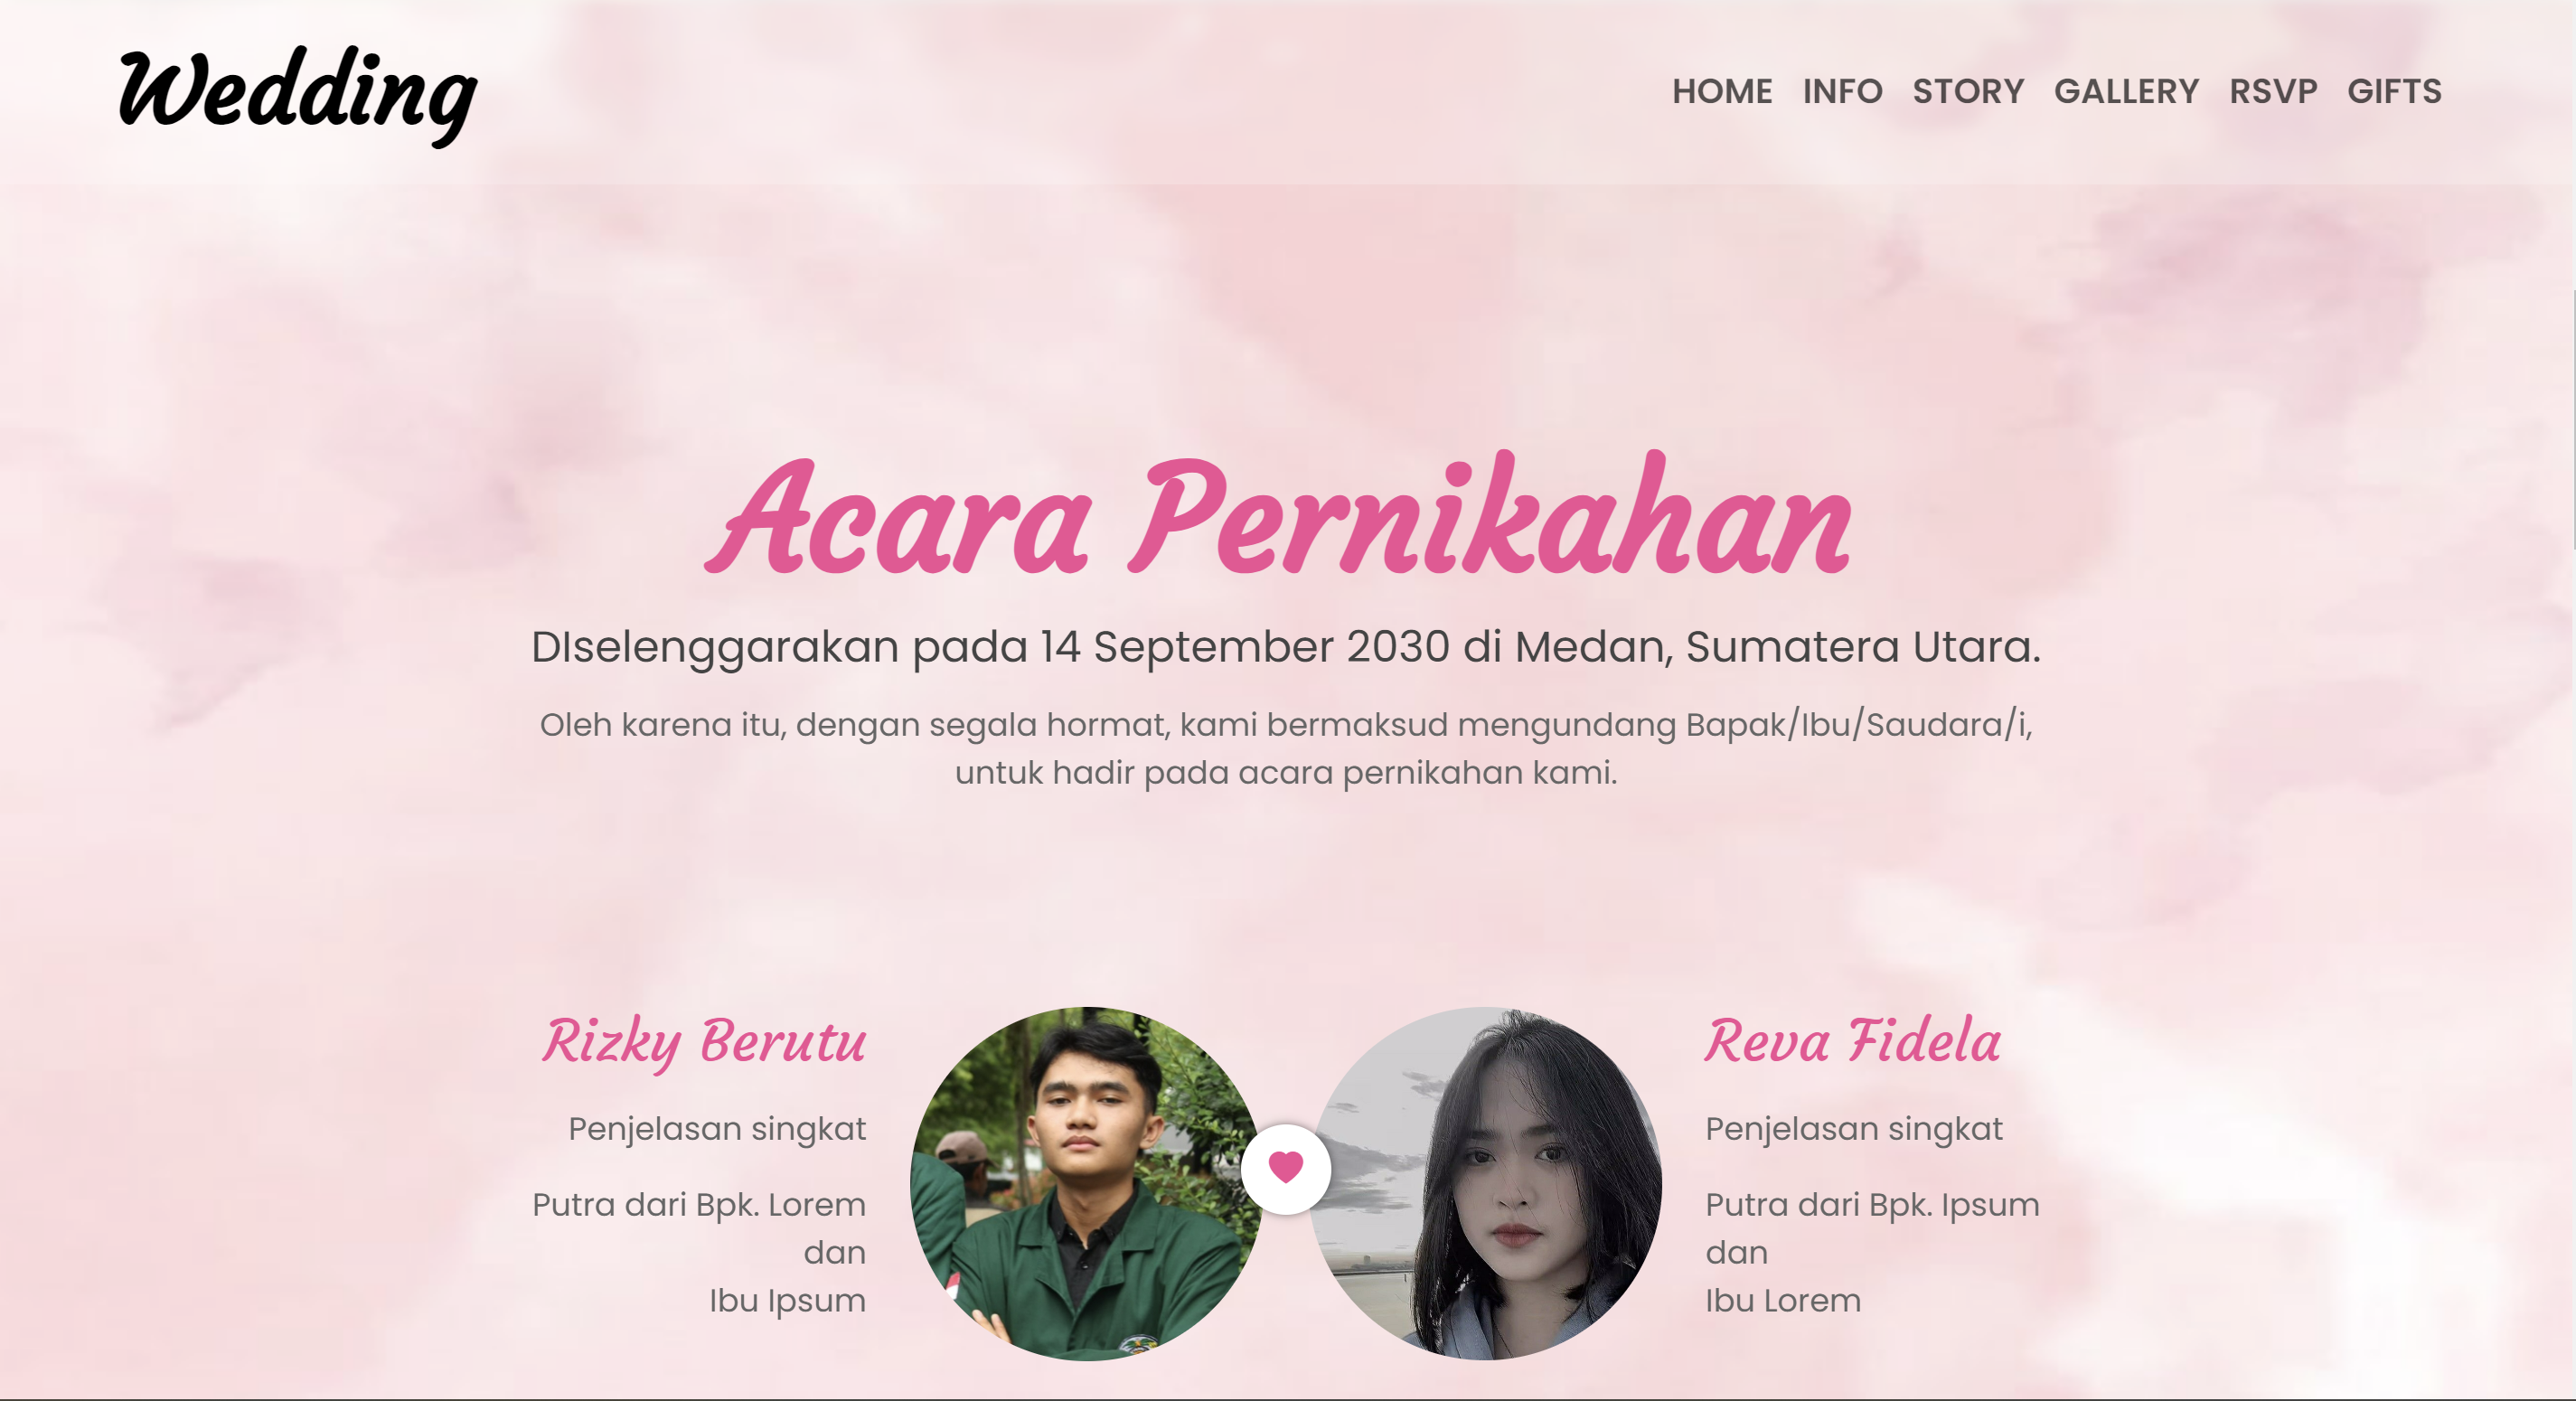 Wedding
HOME INFO STORY GALLERY RSVP GIFTS
Acara Pernikahan
DIselenggarakan pada 14 September 2030 di Medan, Sumatera Utara.
Oleh karena itu, dengan segala hormat, kami bermaksud mengundang Bapak/Ibu/Saudara/i,
untuk hadir pada acara pernikahan kami.
Rizky Berutu
Penjelasan singkat
Putra dari Bpk. Lorem
dan
Ibu Ipsum
Reva Fidela
Penjelasan singkat
Putra dari Bpk. Ipsum
dan
Ibu Lorem